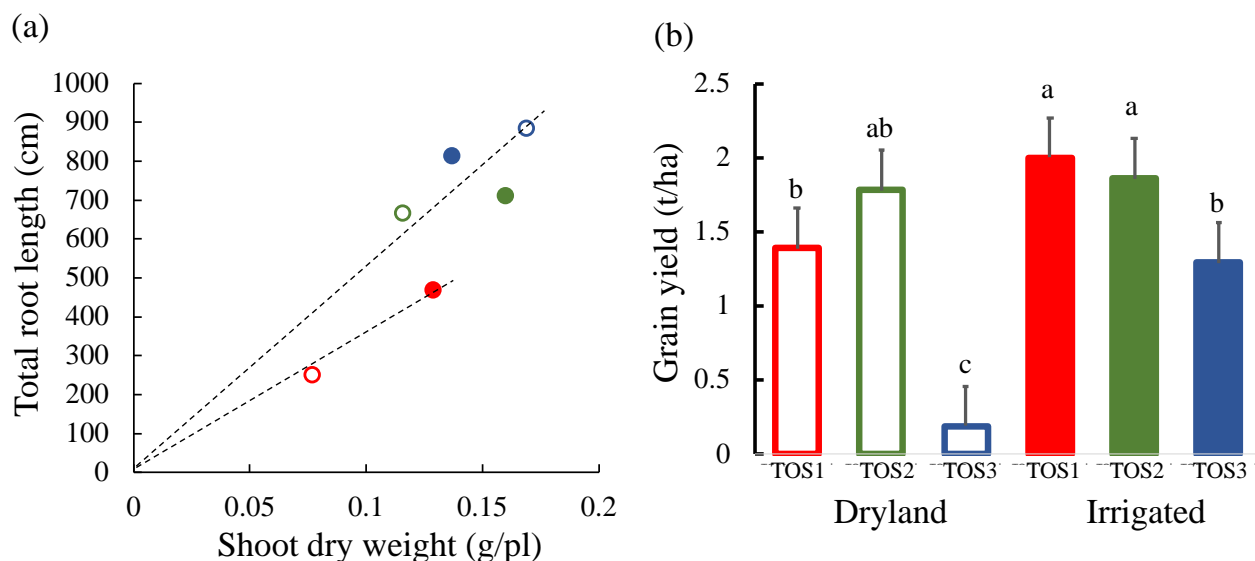 (a)
Total root length (cm)
1000
900
800
700
600
500
400
300
200
100
0
0 0.05 0.1 0.15 0.2
Shoot dry weight (g/pl)
(b)
Grain yield (t/ha)
2.5
2
1.5
1
0.5
0
b ab c a a b
TOS1 TOS2 TOS3 TOS1 TOS2 TOS3
Dryland Irrigated